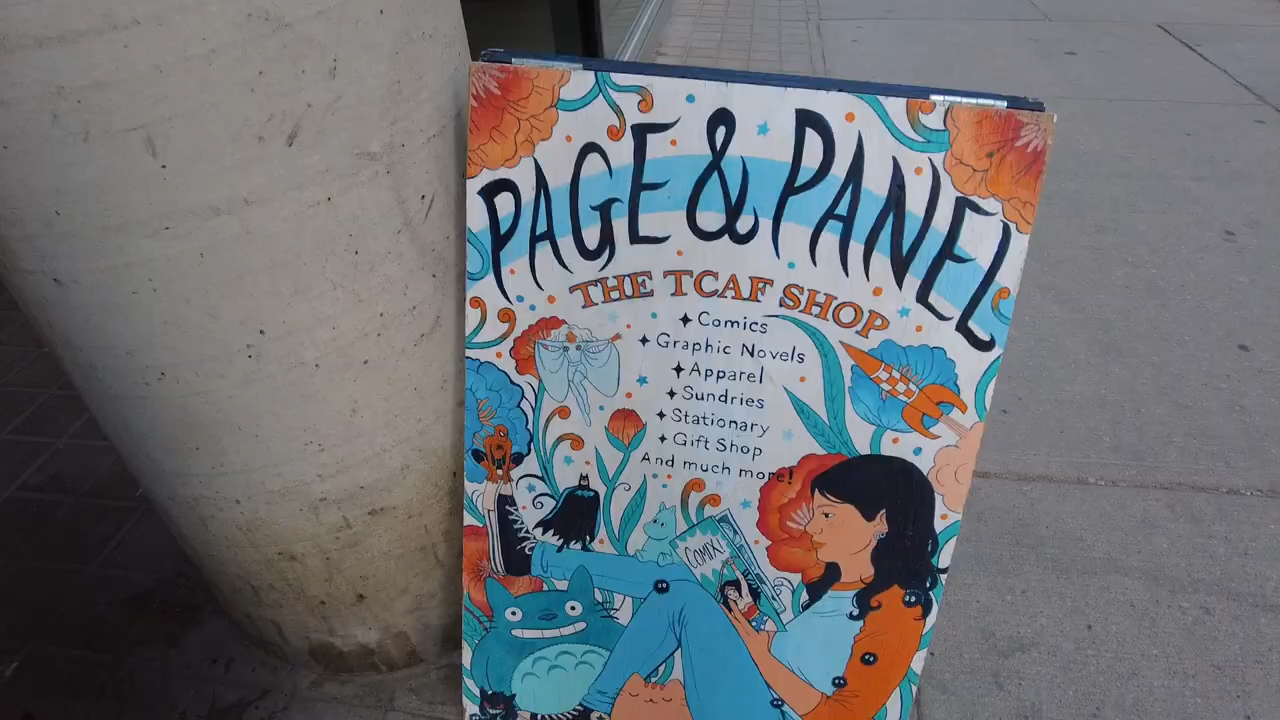 PAGE & PANEL
THE TCAF SHOP
Comics
Graphic Novels
Apparel
Sundries
Stationary
Gift Shop
And much more!
COMIX!